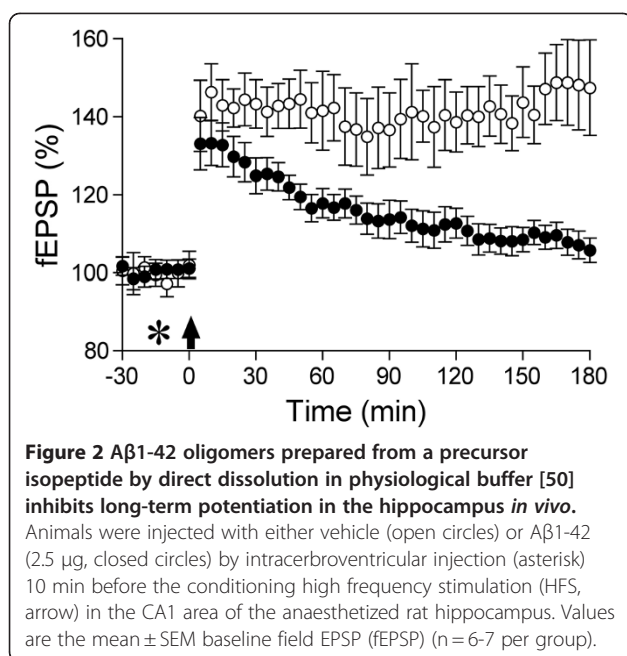 160
140
120
100
80
fEPSP (%)
*
-30 0 30 60 90 120 150 180
Time (min)
Figure 2 Aβ1-42 oligomers prepared from a precursor
isopeptide by direct dissolution in physiological buffer [50]
inhibits long-term potentiation in the hippocampus in vivo.
Animals were injected with either vehicle (open circles) or Aβ1-42
(2.5 μg, closed circles) by intracerboventricular injection (asterisk)
10 min before the conditioning high frequency stimulation (HFS,
arrow) in the CA1 area of the anaesthetized rat hippocampus. Values
are the mean ± SEM baseline field EPSP (fEPSP) (n = 6-7 per group).